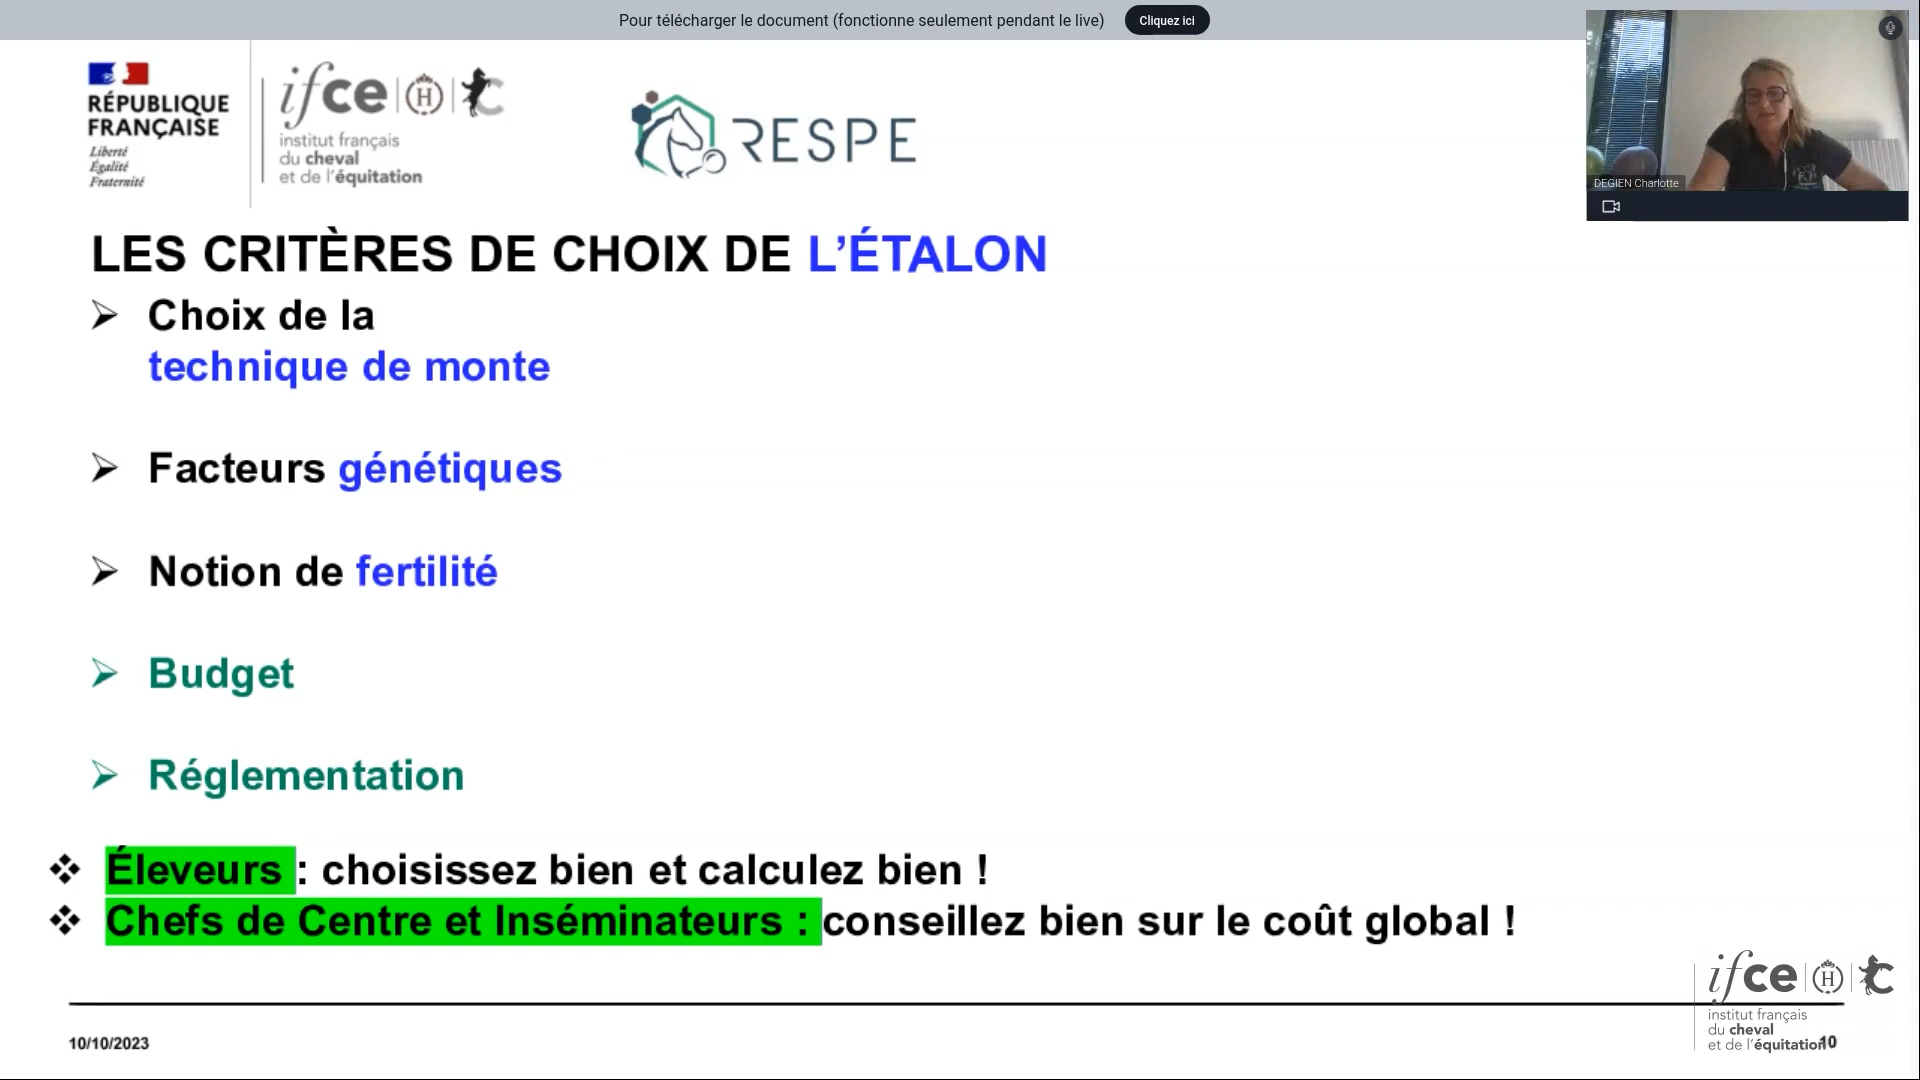 Pour télécharger le document (fonctionne seulement pendant le live) Cliquez ici
RÉPUBLIQUE
FRANÇAISE
Liberté
Égalité
Fraternité
ifce H C
institut français
du cheval
et de l'équitation
RESPE
DEGIEN Charlotte
LES CRITÈRES DE CHOIX DE L'ÉTALON
➢ Choix de la
technique de monte
➢ Facteurs génétiques
➢ Notion de fertilité
➢ Budget
➢ Réglementation
❖ Éleveurs : choisissez bien et calculez bien !
❖ Chefs de Centre et Inséminateurs : conseillez bien sur le coût global !
ifce H C
institut français
du cheval
et de l'équitation
10/10/2023
10